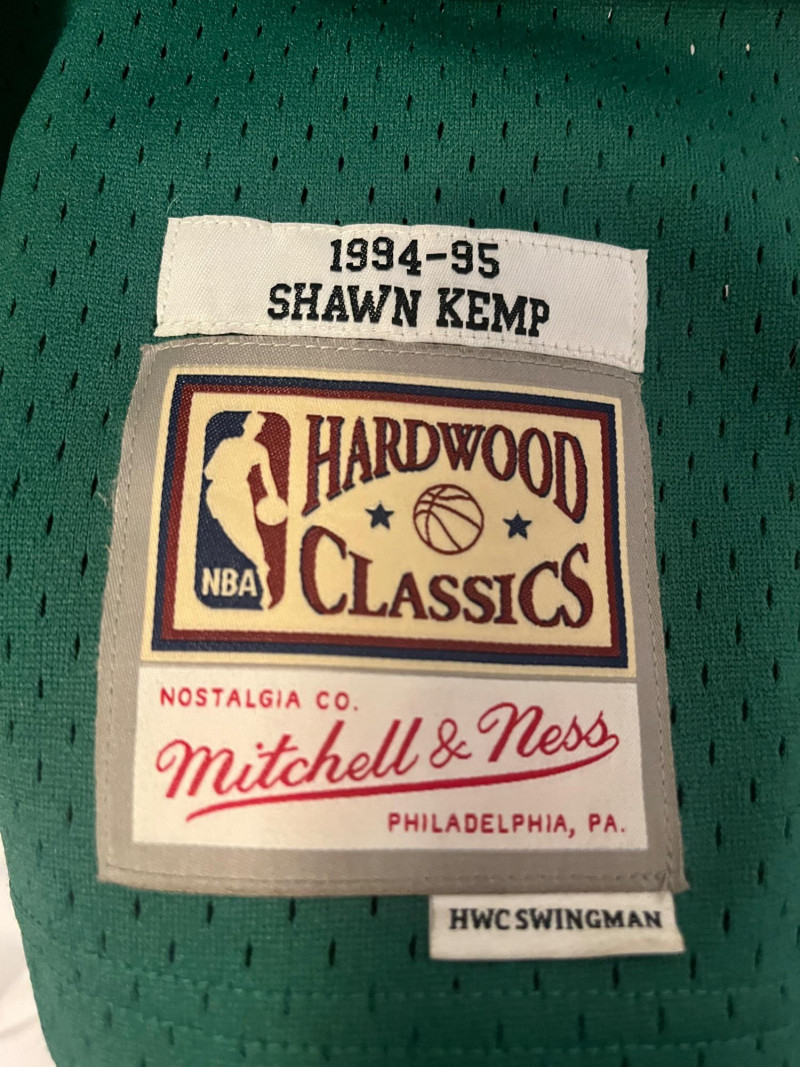 1994-95
SHAWN KEMP
HARDWOOD
CLASSICS
NBA
NOSTALGIA CO.
Mitchell & Ness
PHILADELPHIA, PA.
HWC SWINGMAN